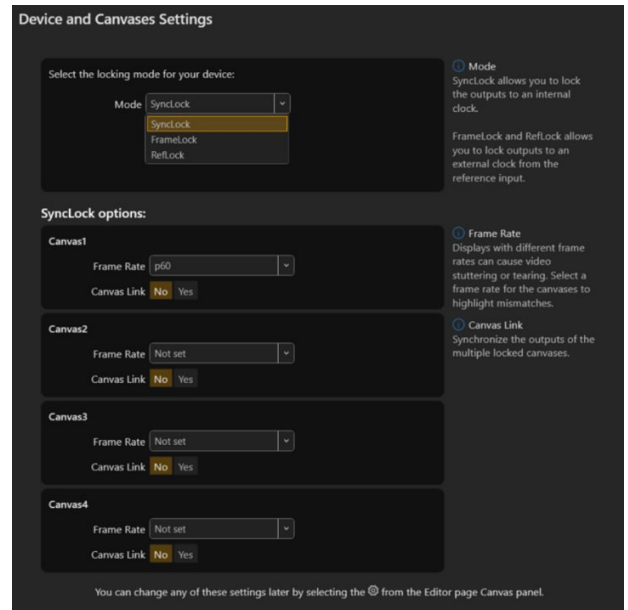 Device and Canvases Settings
Select the locking mode for your device:
Mode SyncLock
SyncLock
FrameLock
RefLock
Mode
SyncLock allows you to lock
the outputs to an internal
clock.
FrameLock and RefLock allows
you to lock outputs to an
external clock from the
reference input.
SyncLock options:
Canvas1
Frame Rate p60
Canvas Link No Yes
Frame Rate
Displays with different frame
rates can cause video
stuttering or tearing. Select a
frame rate for the canvases to
highlight mismatches.
Canvas Link
Synchronize the outputs of the
multiple locked canvases.
Canvas2
Frame Rate Not set
Canvas Link No Yes
Canvas3
Frame Rate Not set
Canvas Link No Yes
Canvas4
Frame Rate Not set
Canvas Link No Yes
You can change any of these settings later by selecting the from the Editor page Canvas panel.